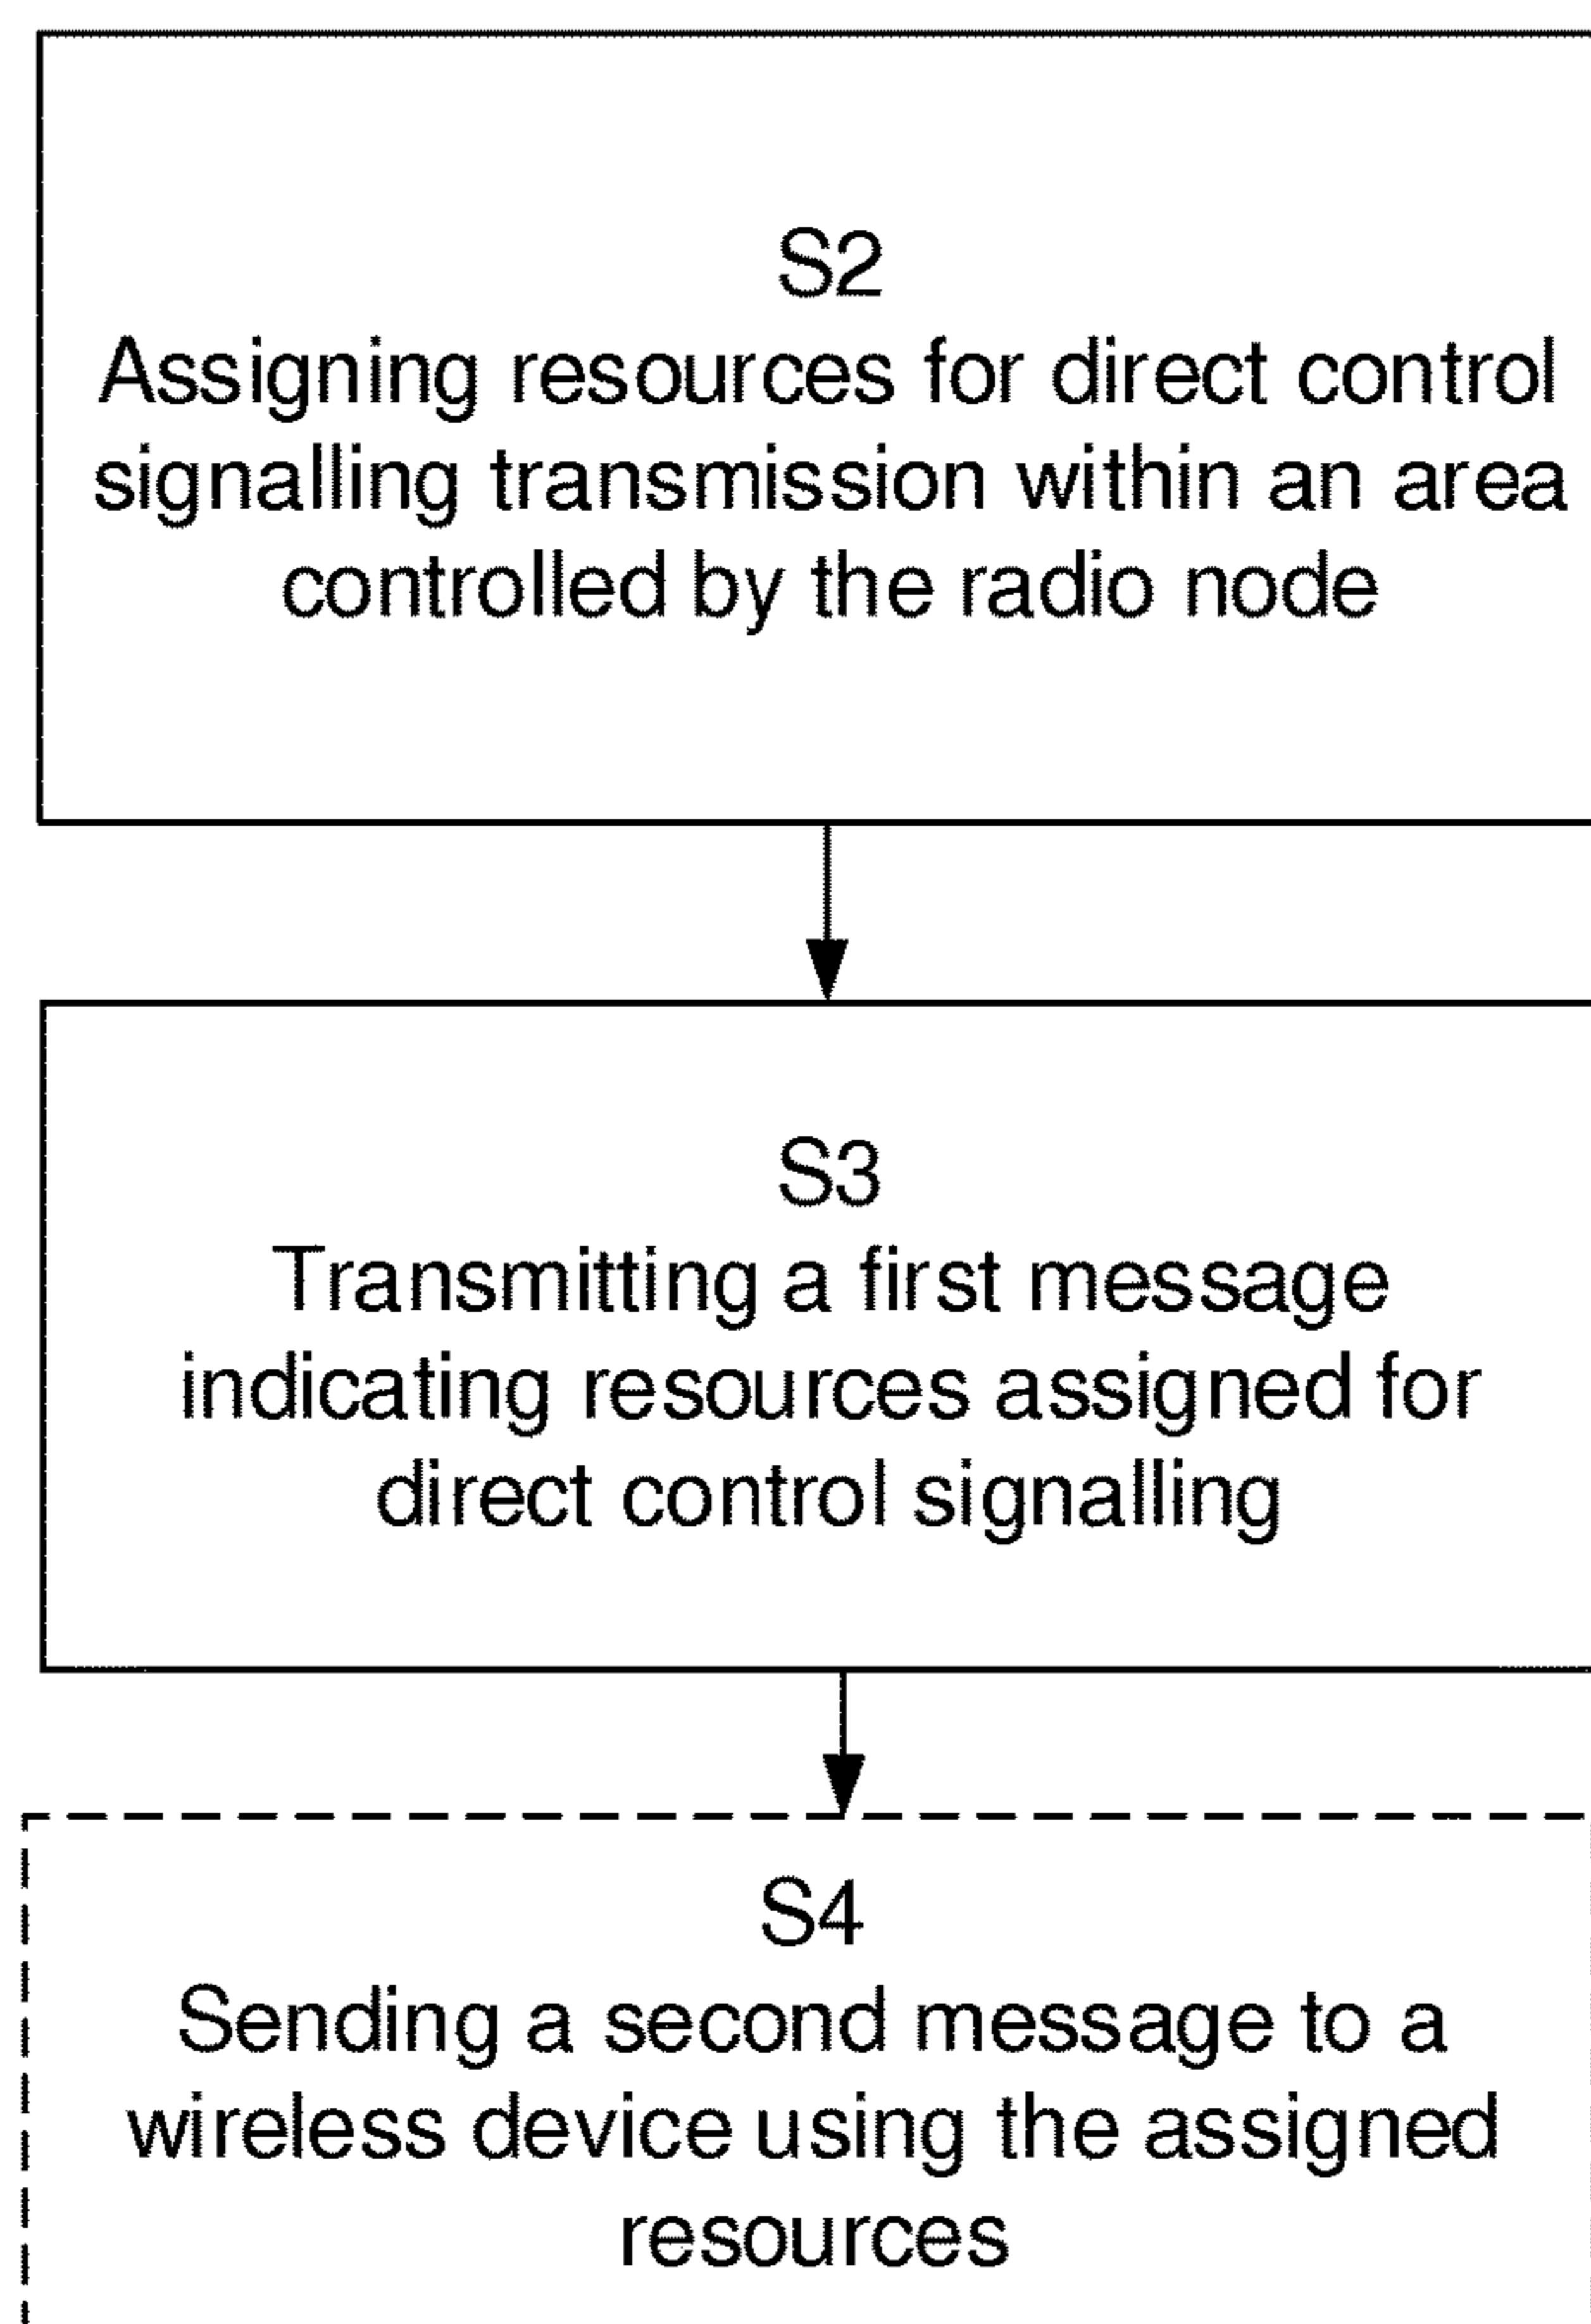 S2
Assigning resources for direct control
signalling transmission within an area
controlled by the radio node
S3
Transmitting a first message
indicating resources assigned for
direct control signalling
S4
Sending a second message to a
wireless device using the assigned
resources